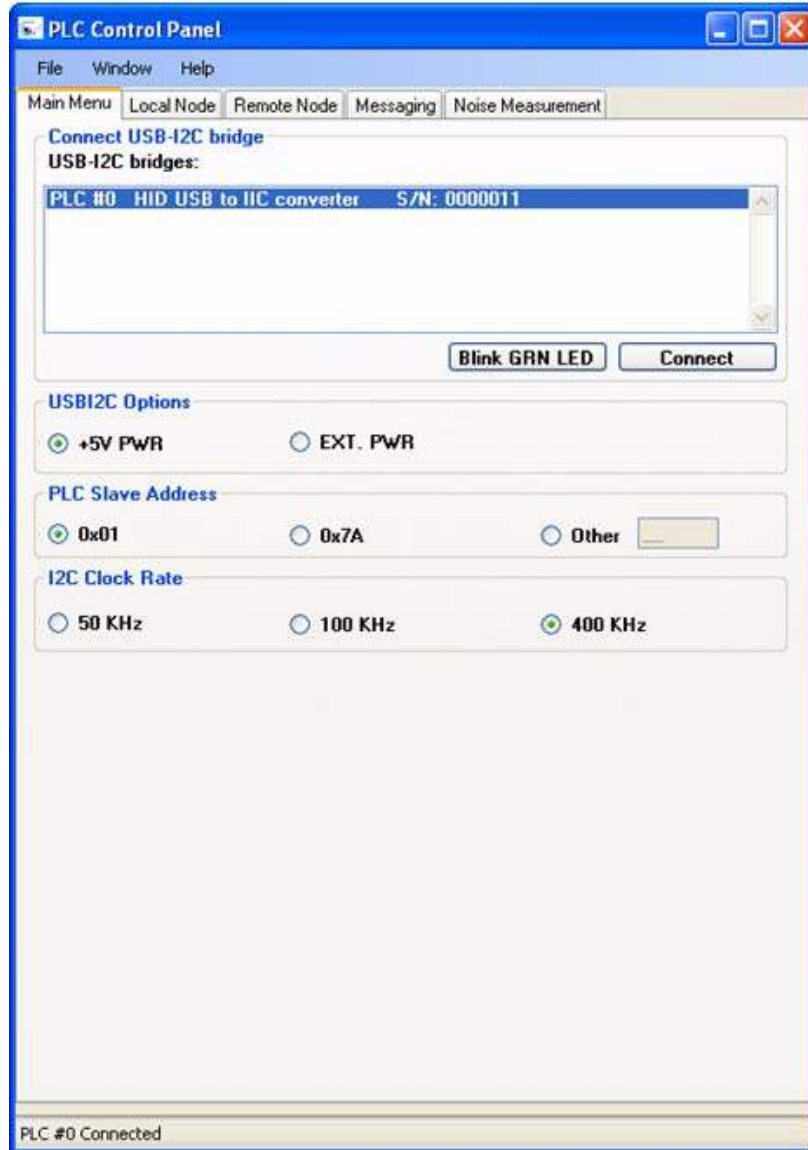 PLC Control Panel
File Window Help
Main Menu Local Node Remote Node Messaging Noise Measurement
Connect USB-I2C bridge
USB-I2C bridges:
PLC #0 HID USB to IIC converter S/N: 0000011
Blink GRN LED Connect
USBI2C Options
+5V PWR EXT. PWR
PLC Slave Address
0x01 0x7A Other __
I2C Clock Rate
50 KHz 100 KHz 400 KHz
PLC #0 Connected